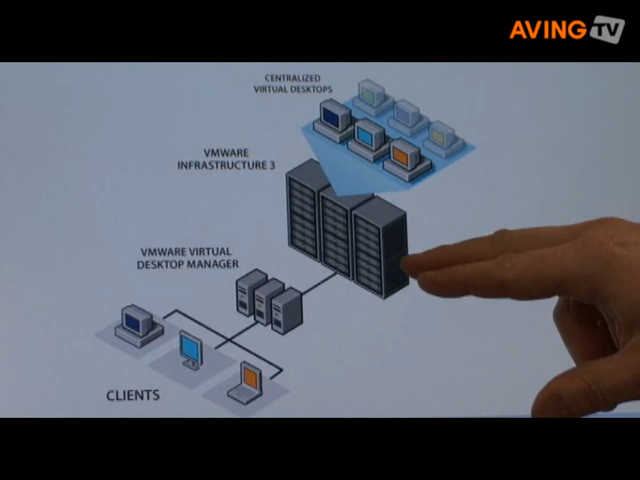 AVING TV
CENTRALIZED
VIRTUAL DESKTOPS
VMWARE
INFRASTRUCTURE 3
VMWARE VIRTUAL
DESKTOP MANAGER
CLIENTS